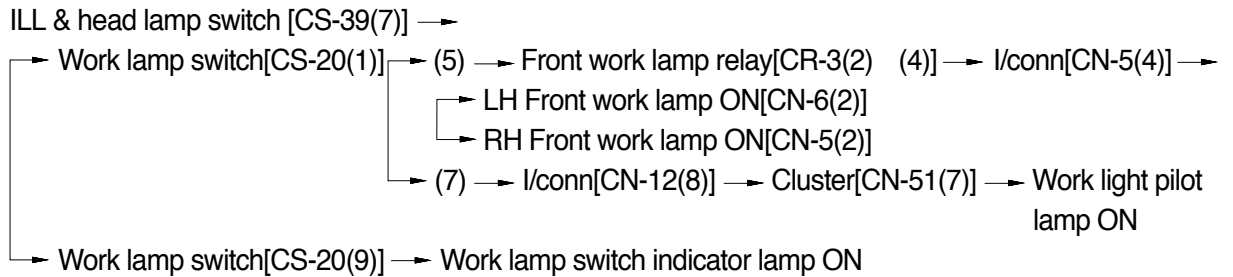 ILL & head lamp switch [CS-39(7)] →
→ Work lamp switch[CS-20(1)] → (5) → Front work lamp relay[CR-3(2) (4)] → I/conn[CN-5(4)] →
→ LH Front work lamp ON[CN-6(2)]
→ RH Front work lamp ON[CN-5(2)]
→ (7) → I/conn[CN-12(8)] → Cluster[CN-51(7)] → Work light pilot
lamp ON
→ Work lamp switch[CS-20(9)] → Work lamp switch indicator lamp ON